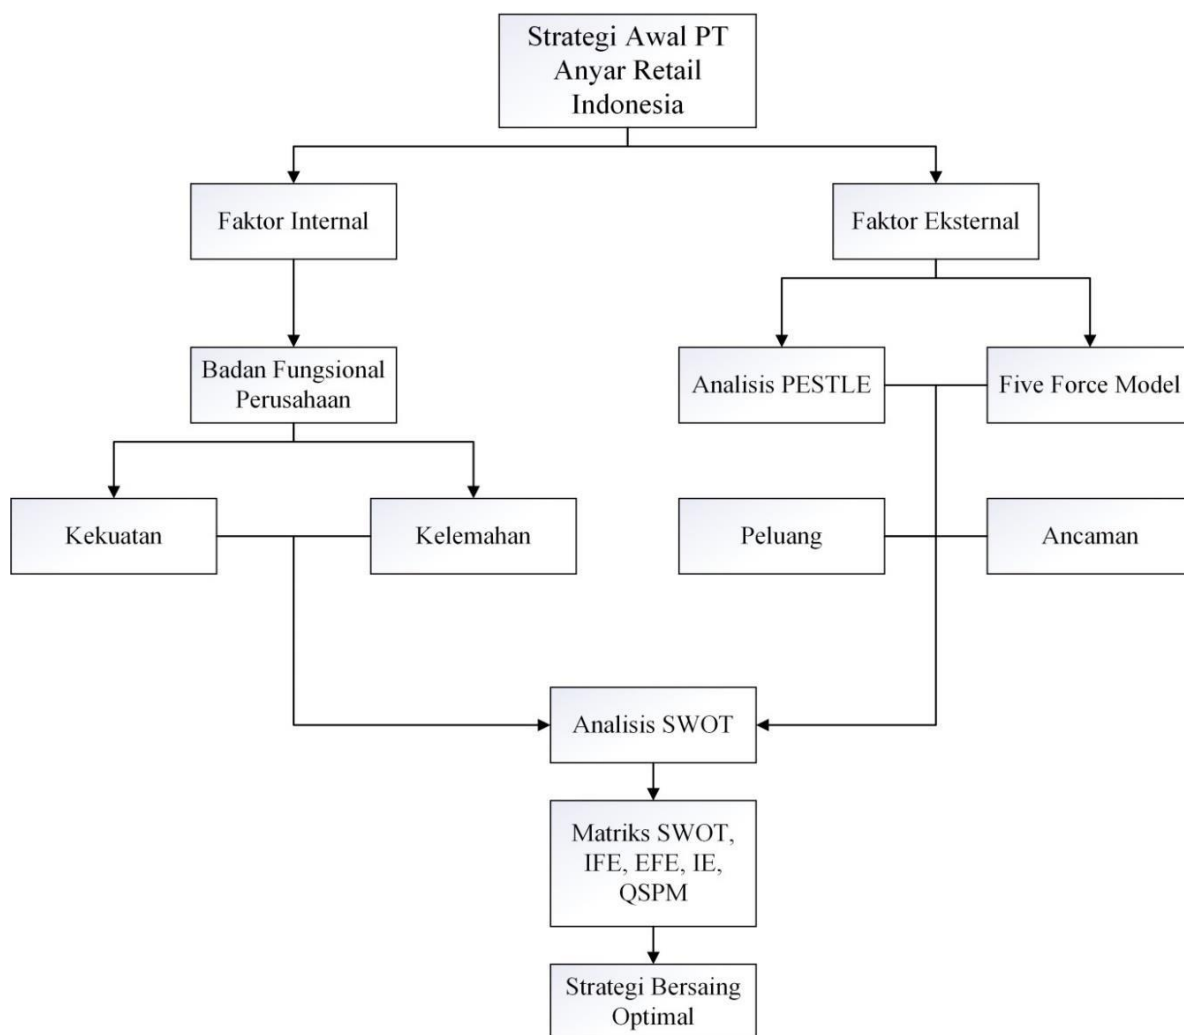 Strategi Awal PT
Anyar Retail
Indonesia
Faktor Internal
Faktor Eksternal
Badan Fungsional
Perusahaan
Analisis PESTLE
Five Force Model
Kekuatan
Kelemahan
Peluang
Ancaman
Analisis SWOT
Matriks SWOT,
IFE, EFE, IE,
QSPM
Strategi Bersaing
Optimal